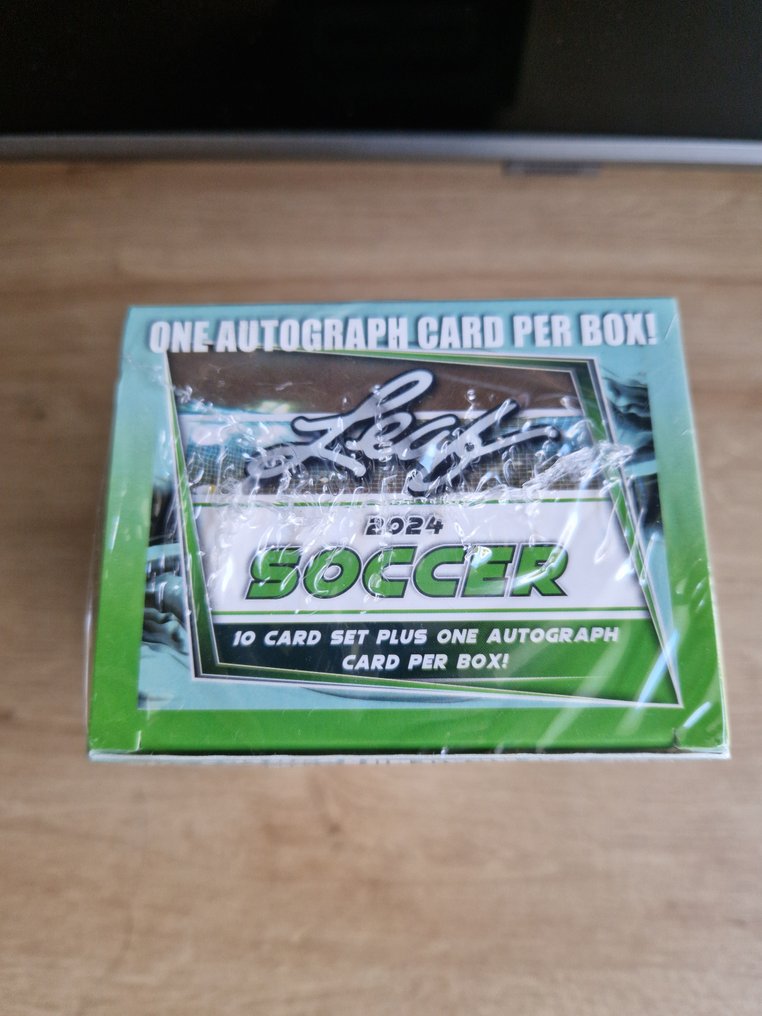 ONE AUTOGRAPH CARD PER BOX!
Leaf
2024
SOCCER
10 CARD SET PLUS ONE AUTOGRAPH
CARD PER BOX!